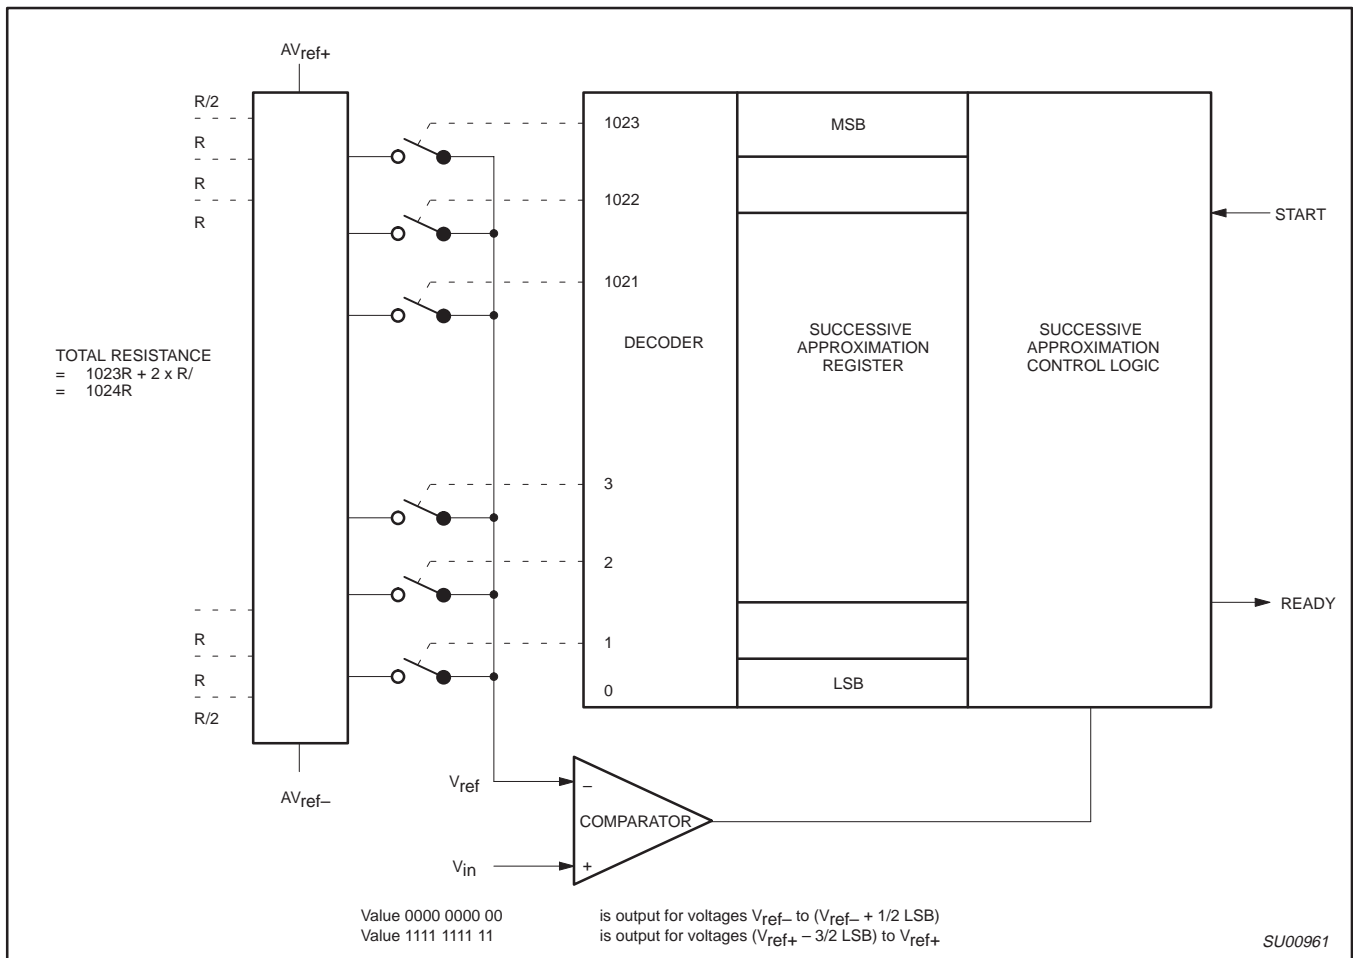 AVref+
R/2
R
R
R
1023
1022
1021
3
2
1
0
MSB
START
DECODER
SUCCESSIVE
APPROXIMATION
REGISTER
SUCCESSIVE
APPROXIMATION
CONTROL LOGIC
TOTAL RESISTANCE
= 1023R + 2 x R/
= 1024R
READY
R
R
R/2
LSB
AVref–
Vref
–
COMPARATOR
Vin
+
Value 0000 0000 00 is output for voltages Vref– to (Vref– + 1/2 LSB)
Value 1111 1111 11 is output for voltages (Vref+ – 3/2 LSB) to Vref+
SU00961